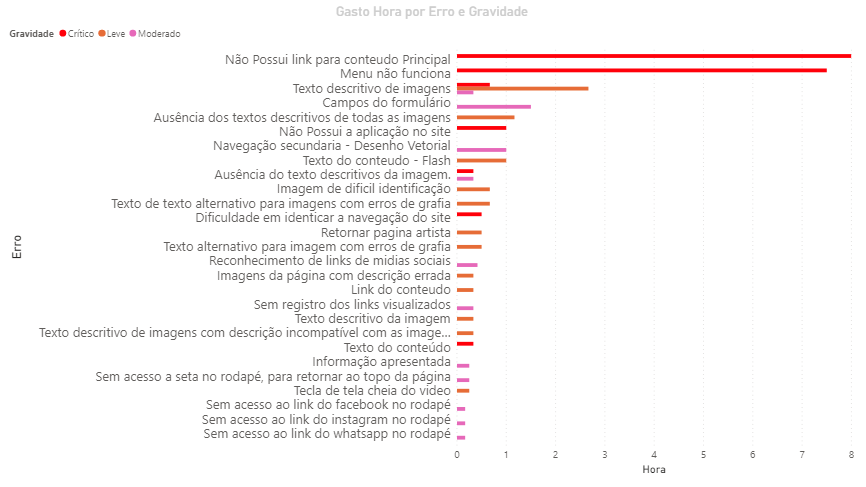 Gasto Hora por Erro e Gravidade
Gravidade Crítico Leve Moderado
Não Possui link para conteudo Principal
Menu não funciona
Texto descritivo de imagens
Campos do formulário
Ausência dos textos descritivos de todas as imagens
Não Possui a aplicação no site
Navegação secundaria - Desenho Vetorial
Texto do conteudo - Flash
Ausência do texto descritivos da imagem.
Imagem de dificil identificação
Texto de texto alternativo para imagens com erros de grafia
Dificuldade em identicar a navegação do site
Retornar pagina artista
Texto alternativo para imagem com erros de grafia
Reconhecimento de links de midias sociais
Imagens da página com descrição errada
Link do conteudo
Sem registro dos links visualizados
Texto descritivo da imagem
Texto descritivo de imagens com descrição incompatível com as image...
Texto do conteúdo
Informação apresentada
Sem acesso a seta no rodapé, para retornar ao topo da página
Tecla de tela cheia do video
Sem acesso ao link do facebook no rodapé
Sem acesso ao link do instagram no rodapé
Sem acesso ao link do whatsapp no rodapé
Erro
0 1 2 3 4 5 6 7 8
Hora